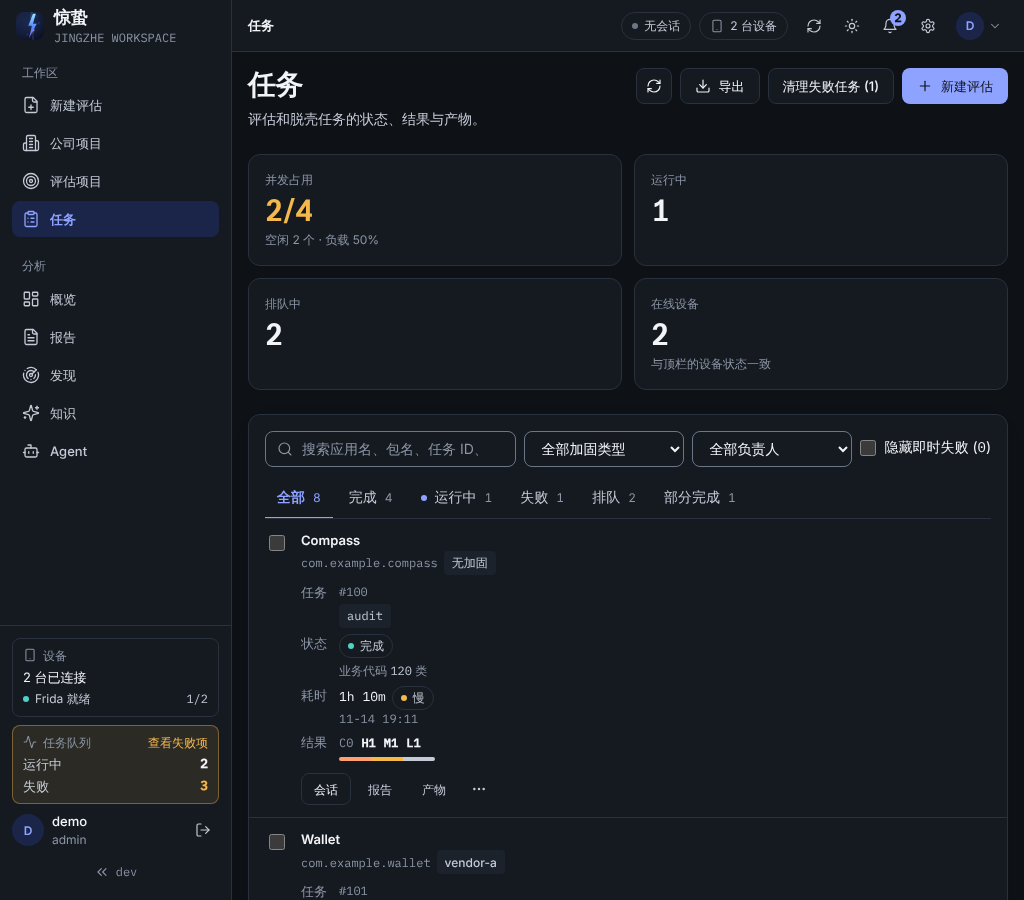 惊蛰
JINGZHE WORKSPACE
工作区
新建评估
公司项目
评估项目
任务
分析
概览
报告
发现
知识
Agent
设备
2 台已连接
Frida 就绪 1/2
任务队列 查看失败项
运行中 2
失败 3
D demo
admin
dev
任务 无会话 2 台设备 2 D
任务
导出 清理失败任务 (1) 新建评估
评估和脱壳任务的状态、结果与产物。
并发占用
2/4
空闲 2 个 · 负载 50%
运行中
1
排队中
2
在线设备
2
与顶栏的设备状态一致
搜索应用名、包名、任务 ID、 全部加固类型 全部负责人 隐藏即时失败 (0)
全部 8 完成 4 运行中 1 失败 1 排队 2 部分完成 1
Compass
com.example.compass 无加固
任务 #100
audit
状态 完成
业务代码 120 类
耗时 1h 10m 慢
11-14 19:11
结果 C0 H1 M1 L1
会话 报告 产物 ···
Wallet
com.example.wallet vendor-a
任务 #101